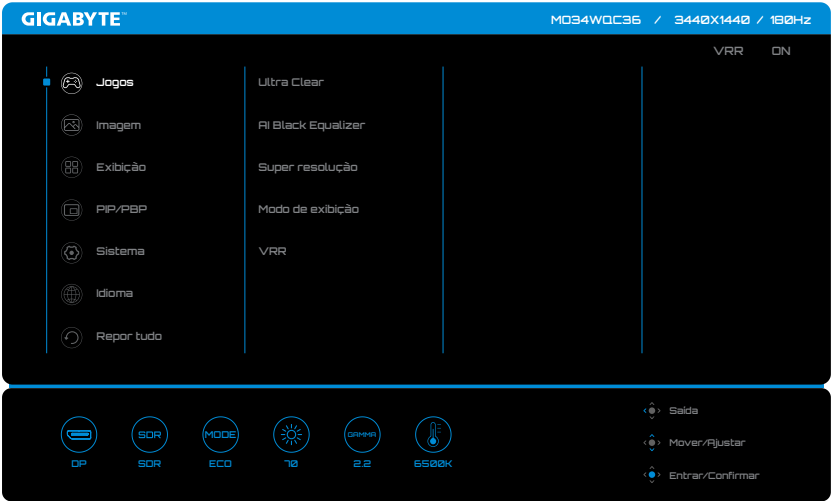 GIGABYTE™ MO34WQC36 / 3440X1440 / 180Hz
VRR ON
Jogos Ultra Clear
Imagem AI Black Equalizer
Exibição Super resolução
PIP/PBP Modo de exibição
Sistema VRR
Idioma
Repor tudo
Saída
SDR MODE GAMMA
Mover/Ajustar
DP SDR ECO 70 2.2 6500K
Entrar/Confirmar